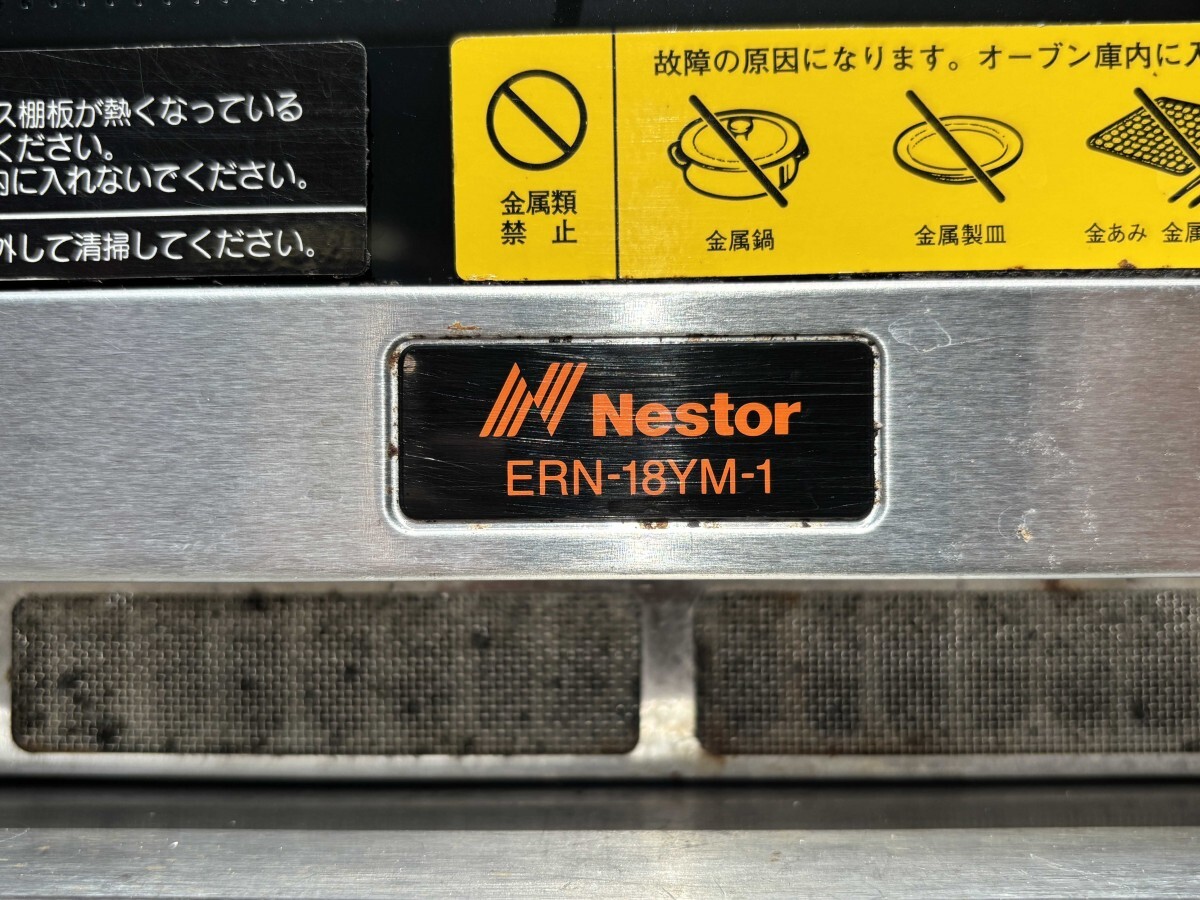 ス棚板が熱くなっている
ください。
内に入れないでください。
外して清掃してください。
故障の原因になります。オーブン庫内に入
金属類
禁止
金属鍋
金属製皿
金あみ 金属
Nestor
ERN-18YM-1